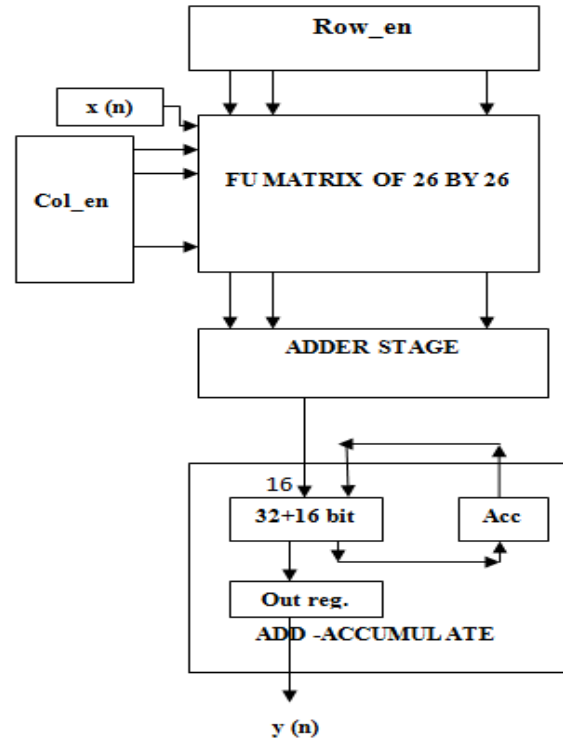 Row_en
x (n)
Col_en
FU MATRIX OF 26 BY 26
ADDER STAGE
16
32+16 bit
Acc
Out reg.
ADD -ACCUMULATE
y (n)